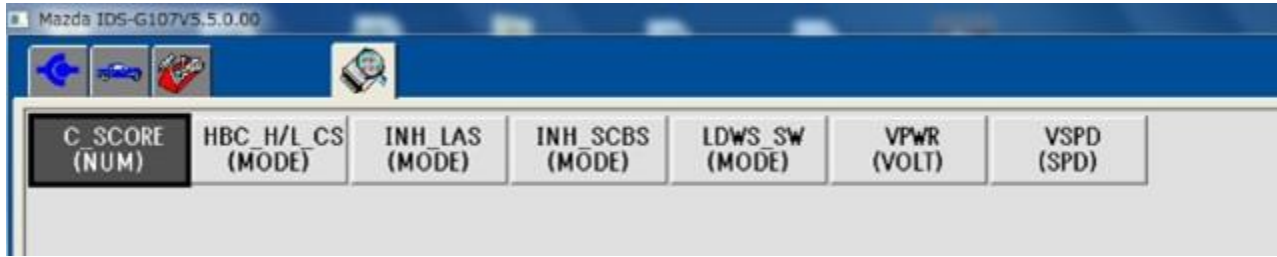 Mazda IDS-G107V5.5.0.00
C_SCORE HBC_H/L_CS INH_LAS INH_SCBS LDWS_SW VPWR VSPD
(NUM) (MODE) (MODE) (MODE) (MODE) (VOLT) (SPD)